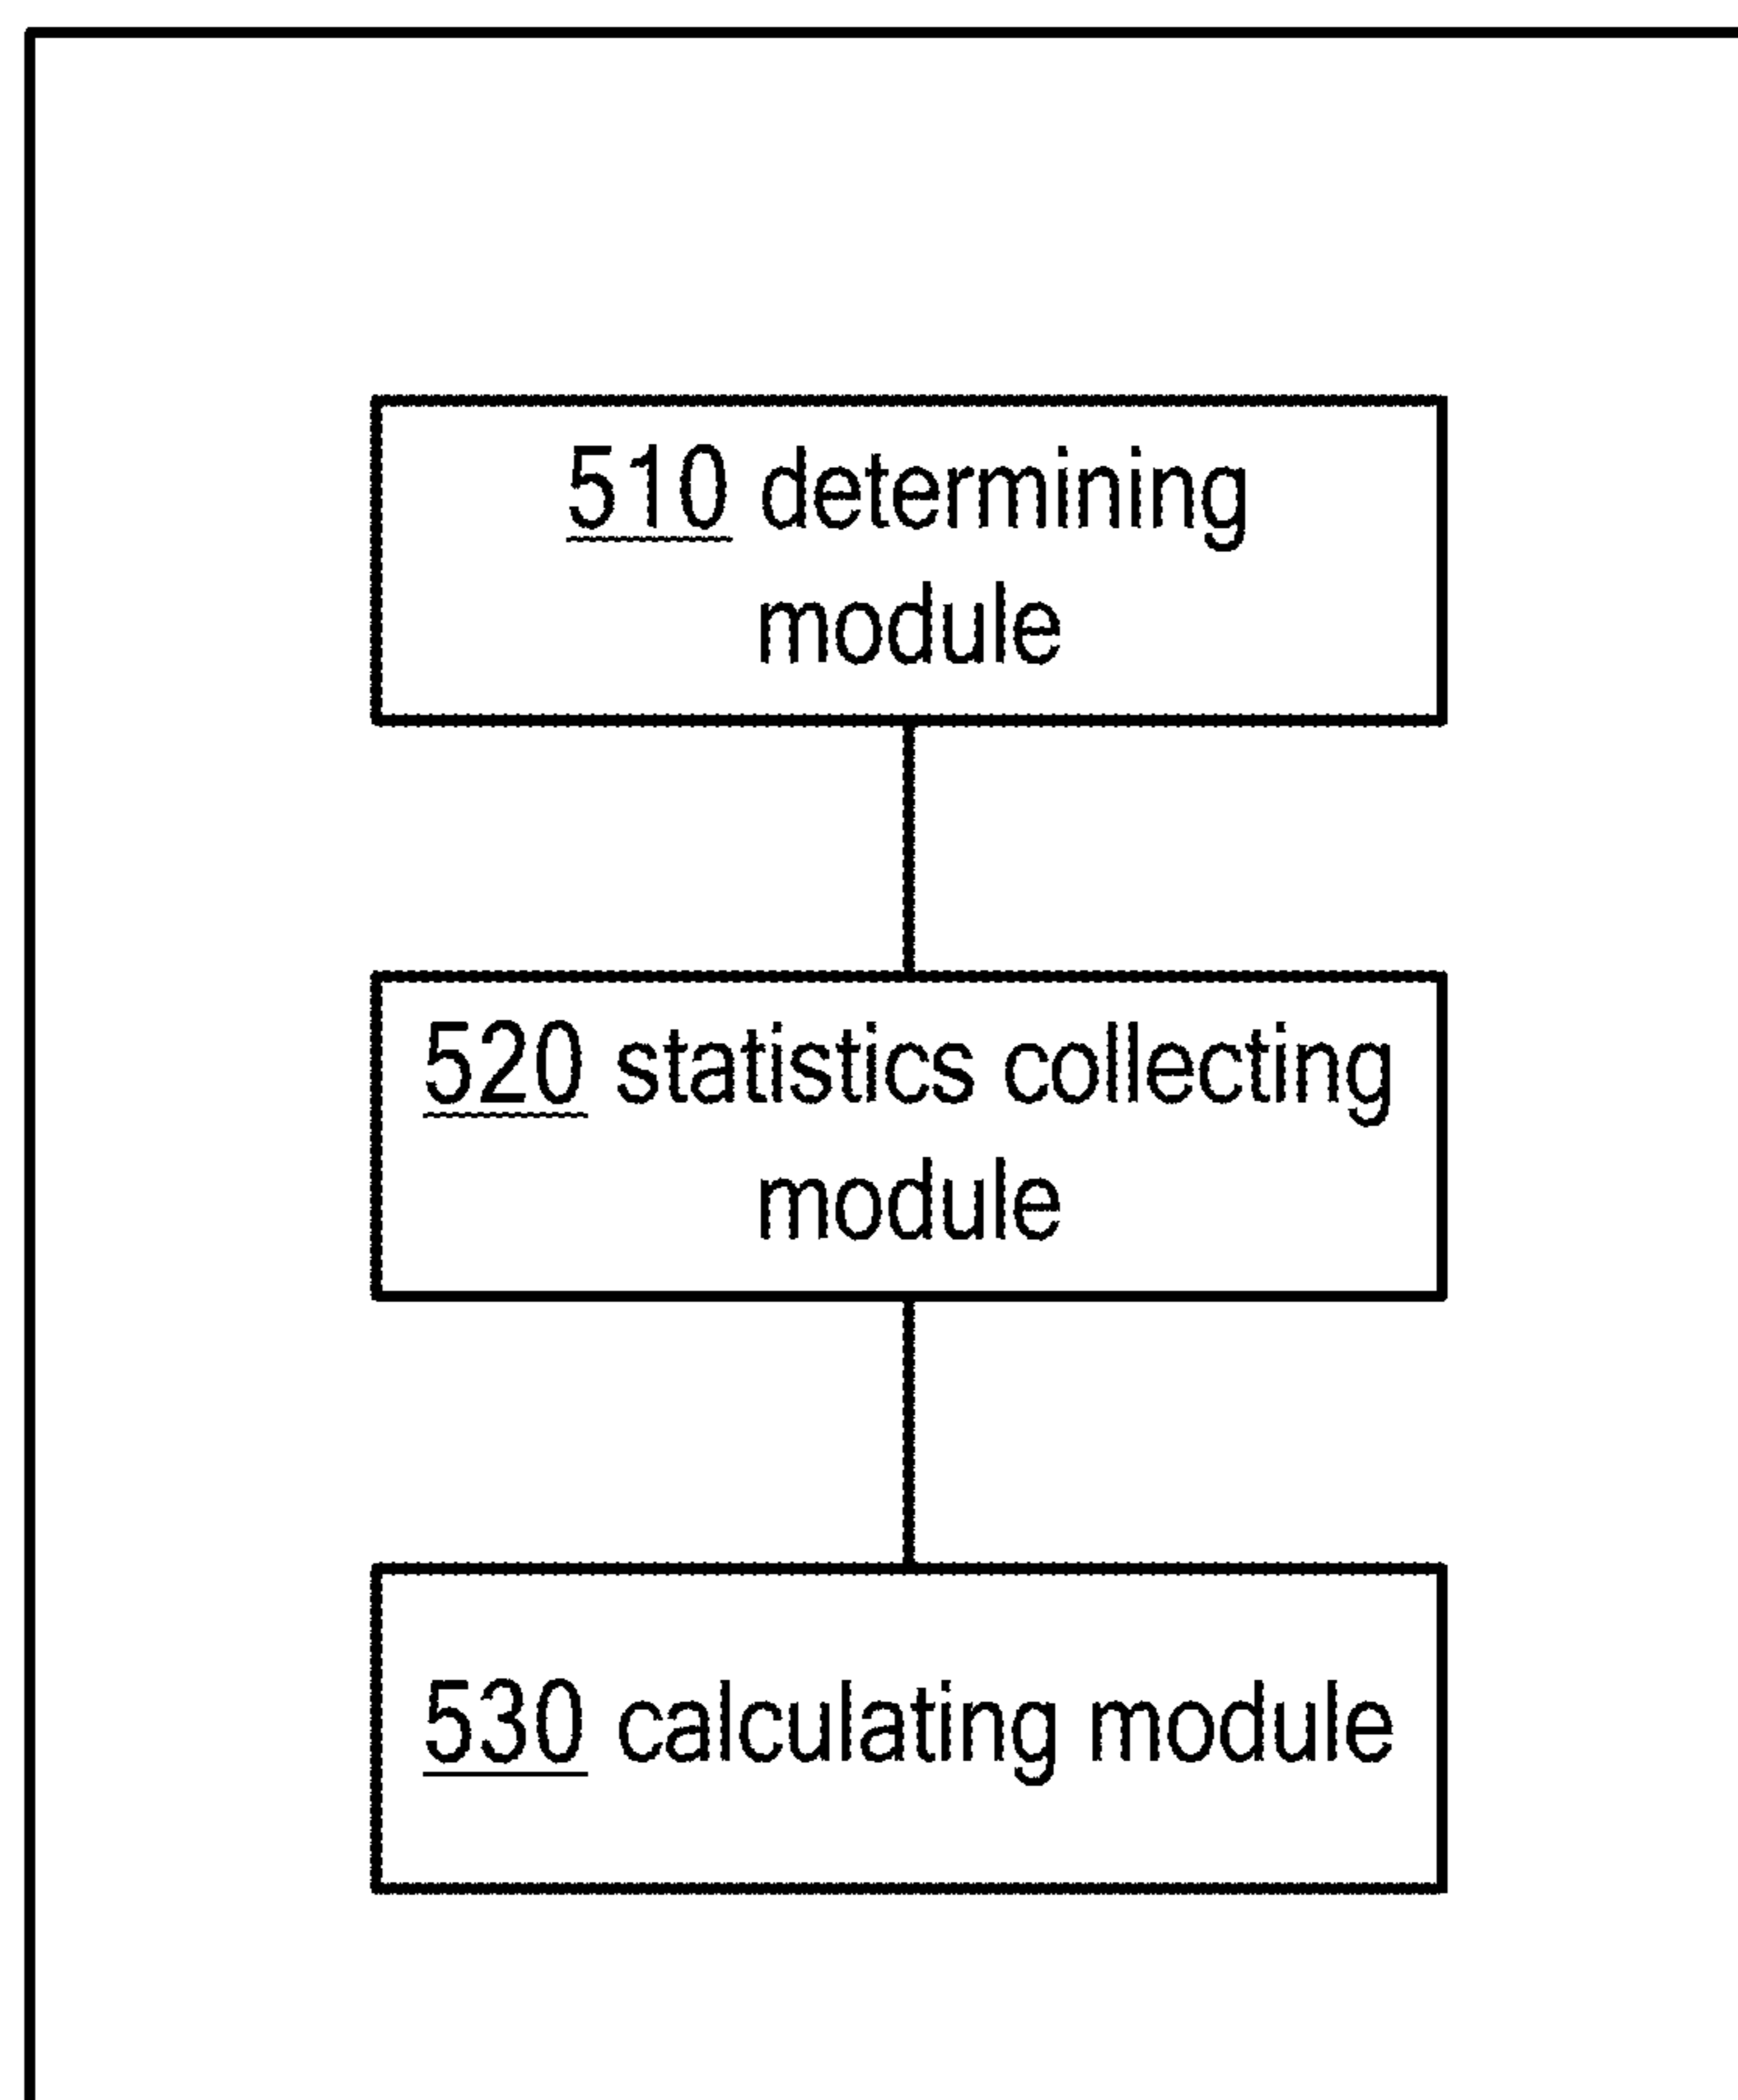 510 determining
module
520 statistics collecting
module
530 calculating module